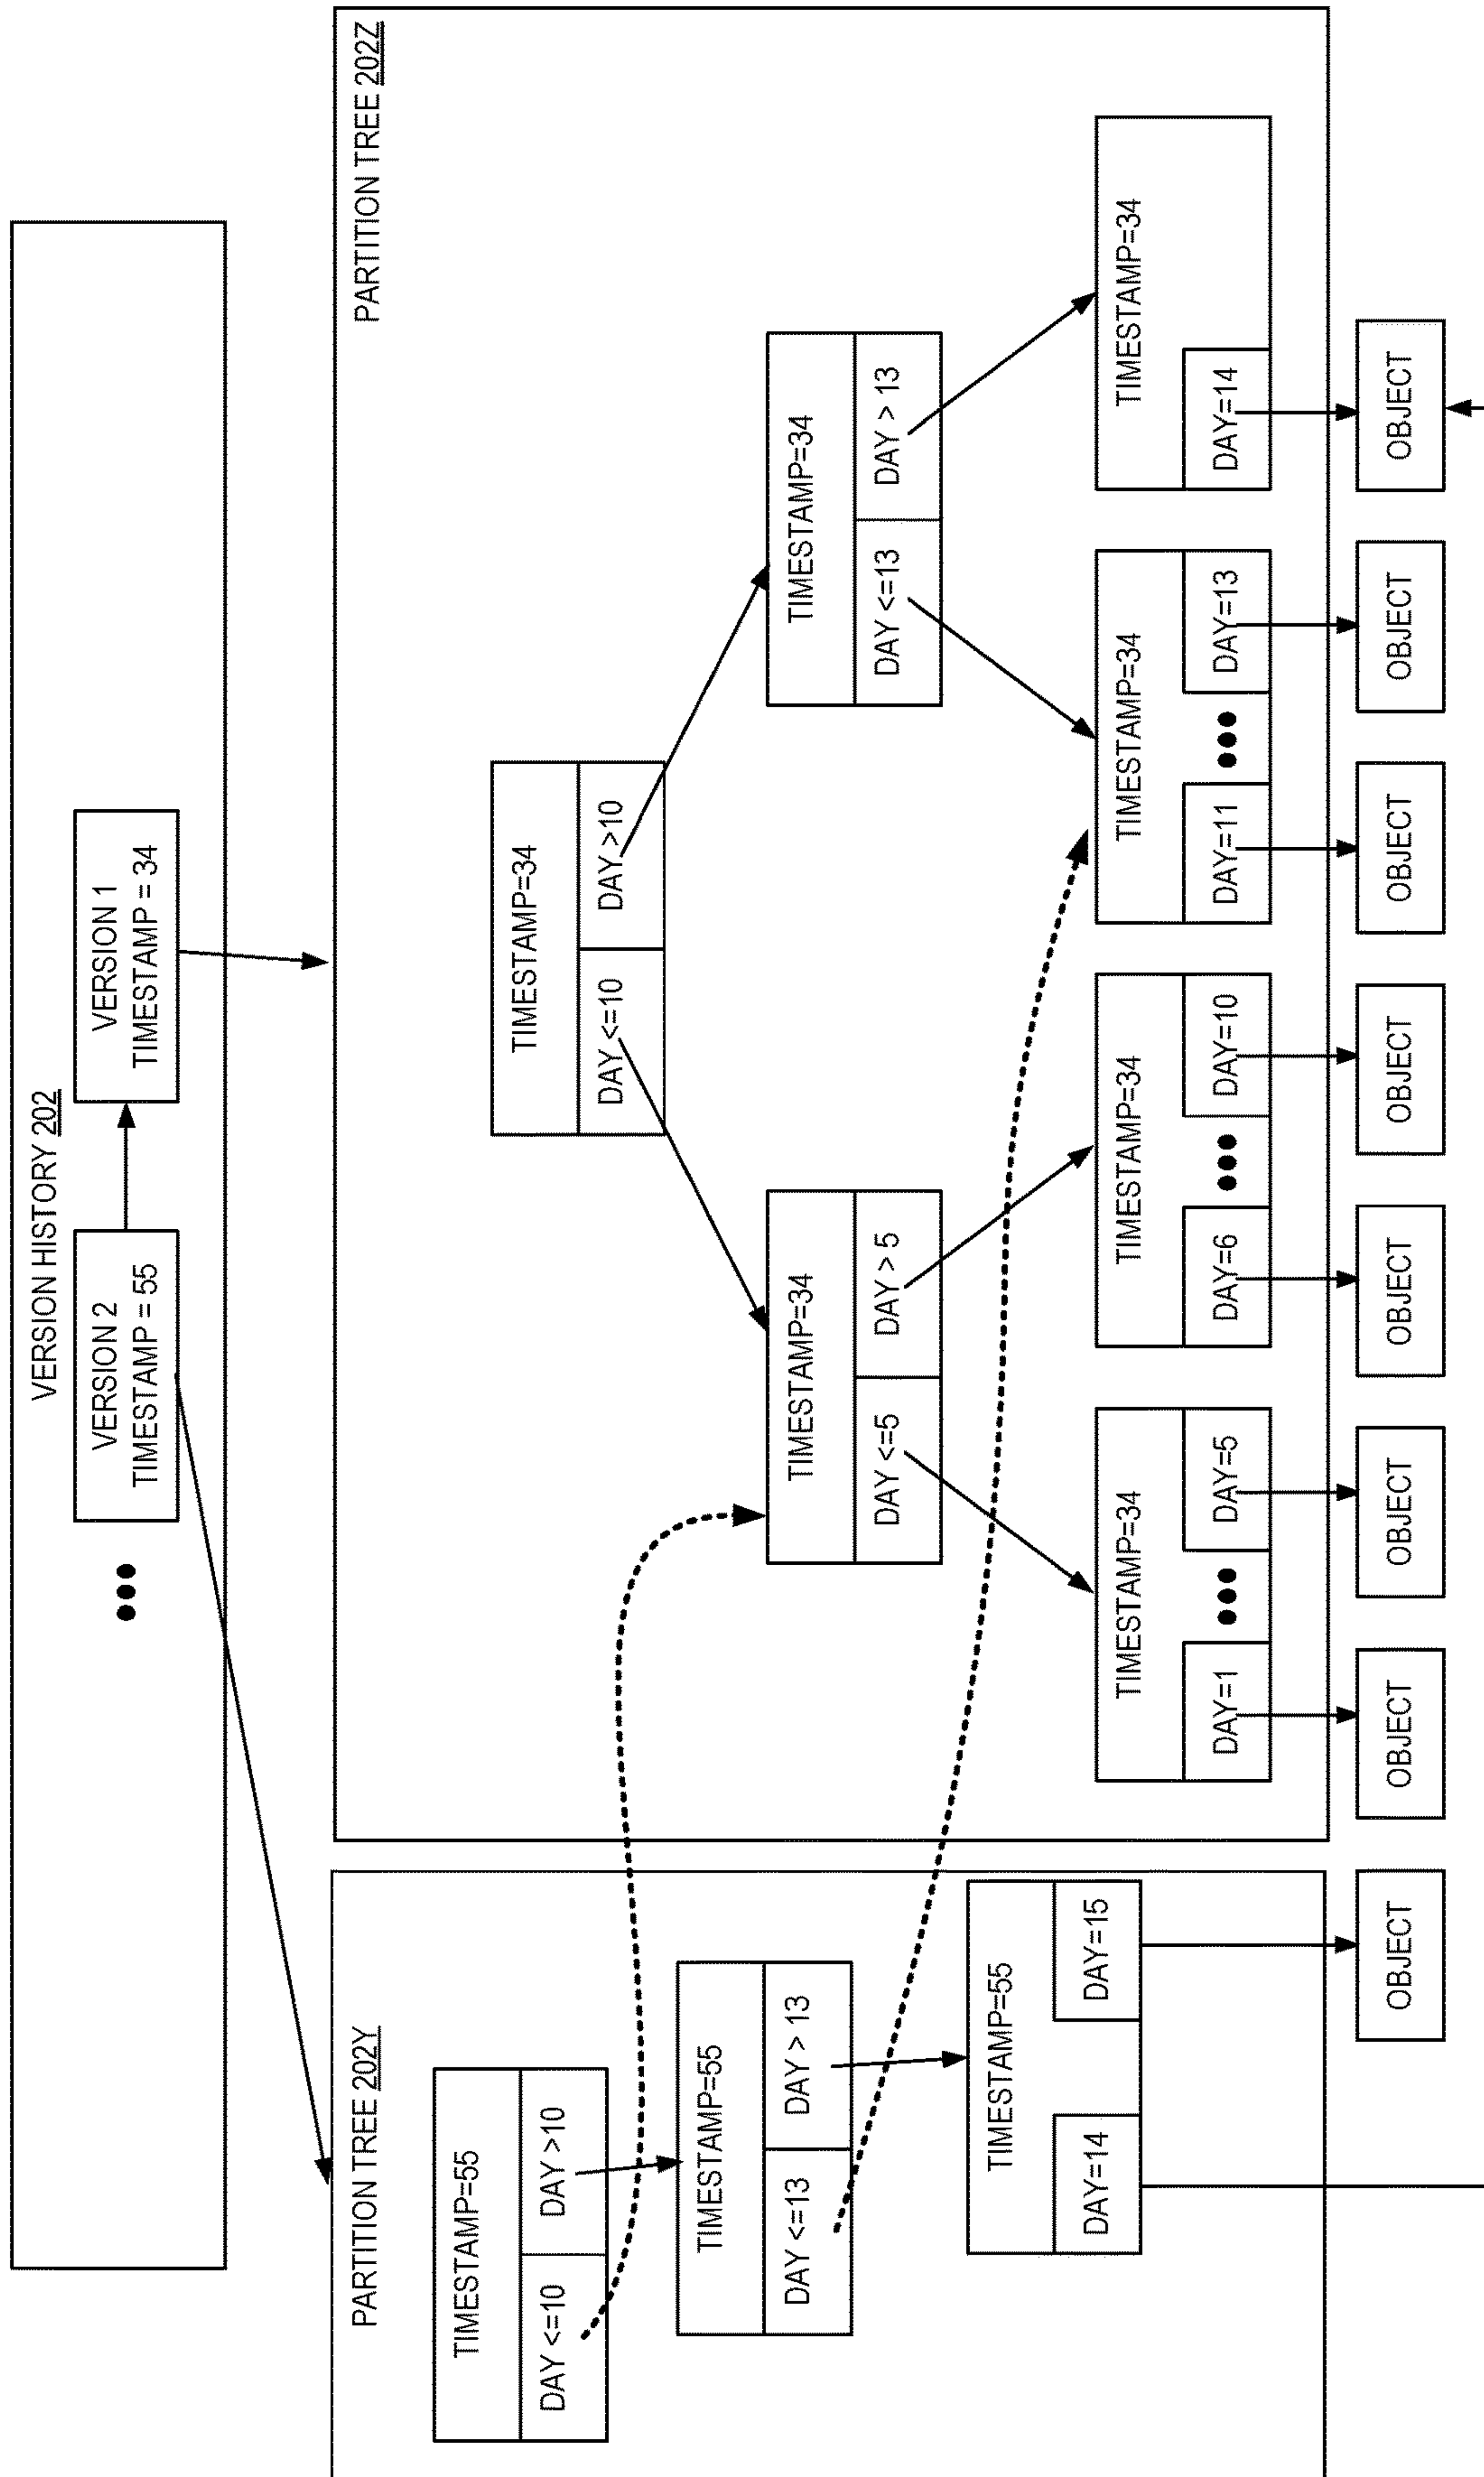 VERSION HISTORY 202
VERSION 2
TIMESTAMP = 55
VERSION 1
TIMESTAMP = 34
PARTITION TREE 202Y
TIMESTAMP=55
DAY <=10
DAY >10
TIMESTAMP=55
DAY <=13
DAY > 13
TIMESTAMP=55
DAY=14
DAY=15
PARTITION TREE 202Z
TIMESTAMP=34
DAY <=10
DAY >10
TIMESTAMP=34
DAY <=5
DAY > 5
TIMESTAMP=34
DAY <=13
DAY > 13
TIMESTAMP=34
DAY=1
DAY=5
TIMESTAMP=34
DAY=6
DAY=10
TIMESTAMP=34
DAY=11
DAY=13
TIMESTAMP=34
DAY=14
OBJECT
OBJECT
OBJECT
OBJECT
OBJECT
OBJECT
OBJECT
OBJECT